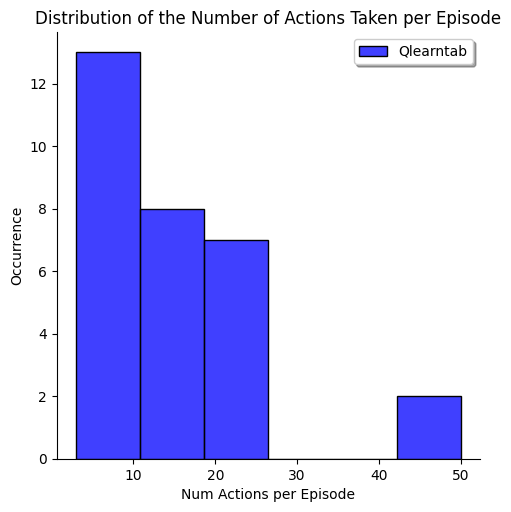 Distribution of the Number of Actions Taken per Episode
Qlearntab
12
10
8
6
4
2
0
Occurrence
10 20 30 40 50
Num Actions per Episode